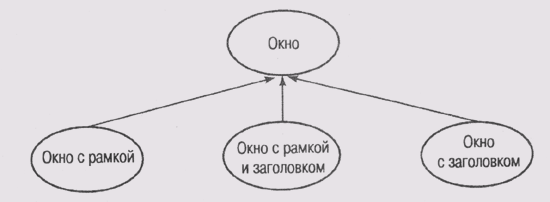 Окно
Окно с рамкой
Окно с рамкой
и заголовком
Окно
с заголовком